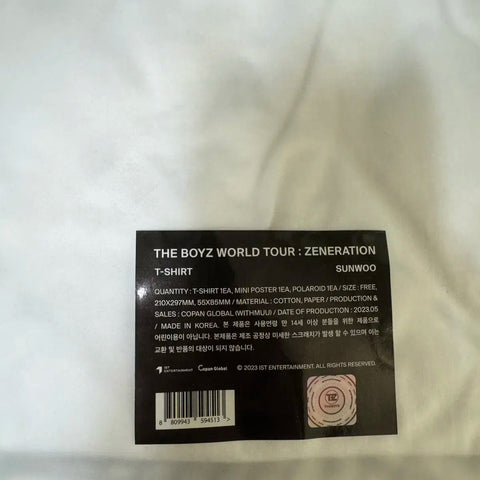 THE BOYZ WORLD TOUR : ZENERATION
T-SHIRT SUNWOO
QUANTITY : T-SHIRT 1EA, MINI POSTER 1EA, POLAROID 1EA / SIZE : FREE,
210X297MM, 55X85MM / MATERIAL : COTTON, PAPER / PRODUCTION &
SALES : COPAN GLOBAL (WITHMUU) / DATE OF PRODUCTION : 2023.05
/ MADE IN KOREA. 본 제품은 사용연령 만 14세 이상 분들을 위한 제품으로
어린이용이 아닙니다. 본제품은 제조 공정상 미세한 스크래치가 발생 할 수 있으며 이는
교환 및 반품의 대상이 되지 않습니다.
IST ENTERTAINMENT Copan Global © 2023 IST ENTERTAINMENT. ALL RIGHTS RESERVED.
8 809943 594513 >